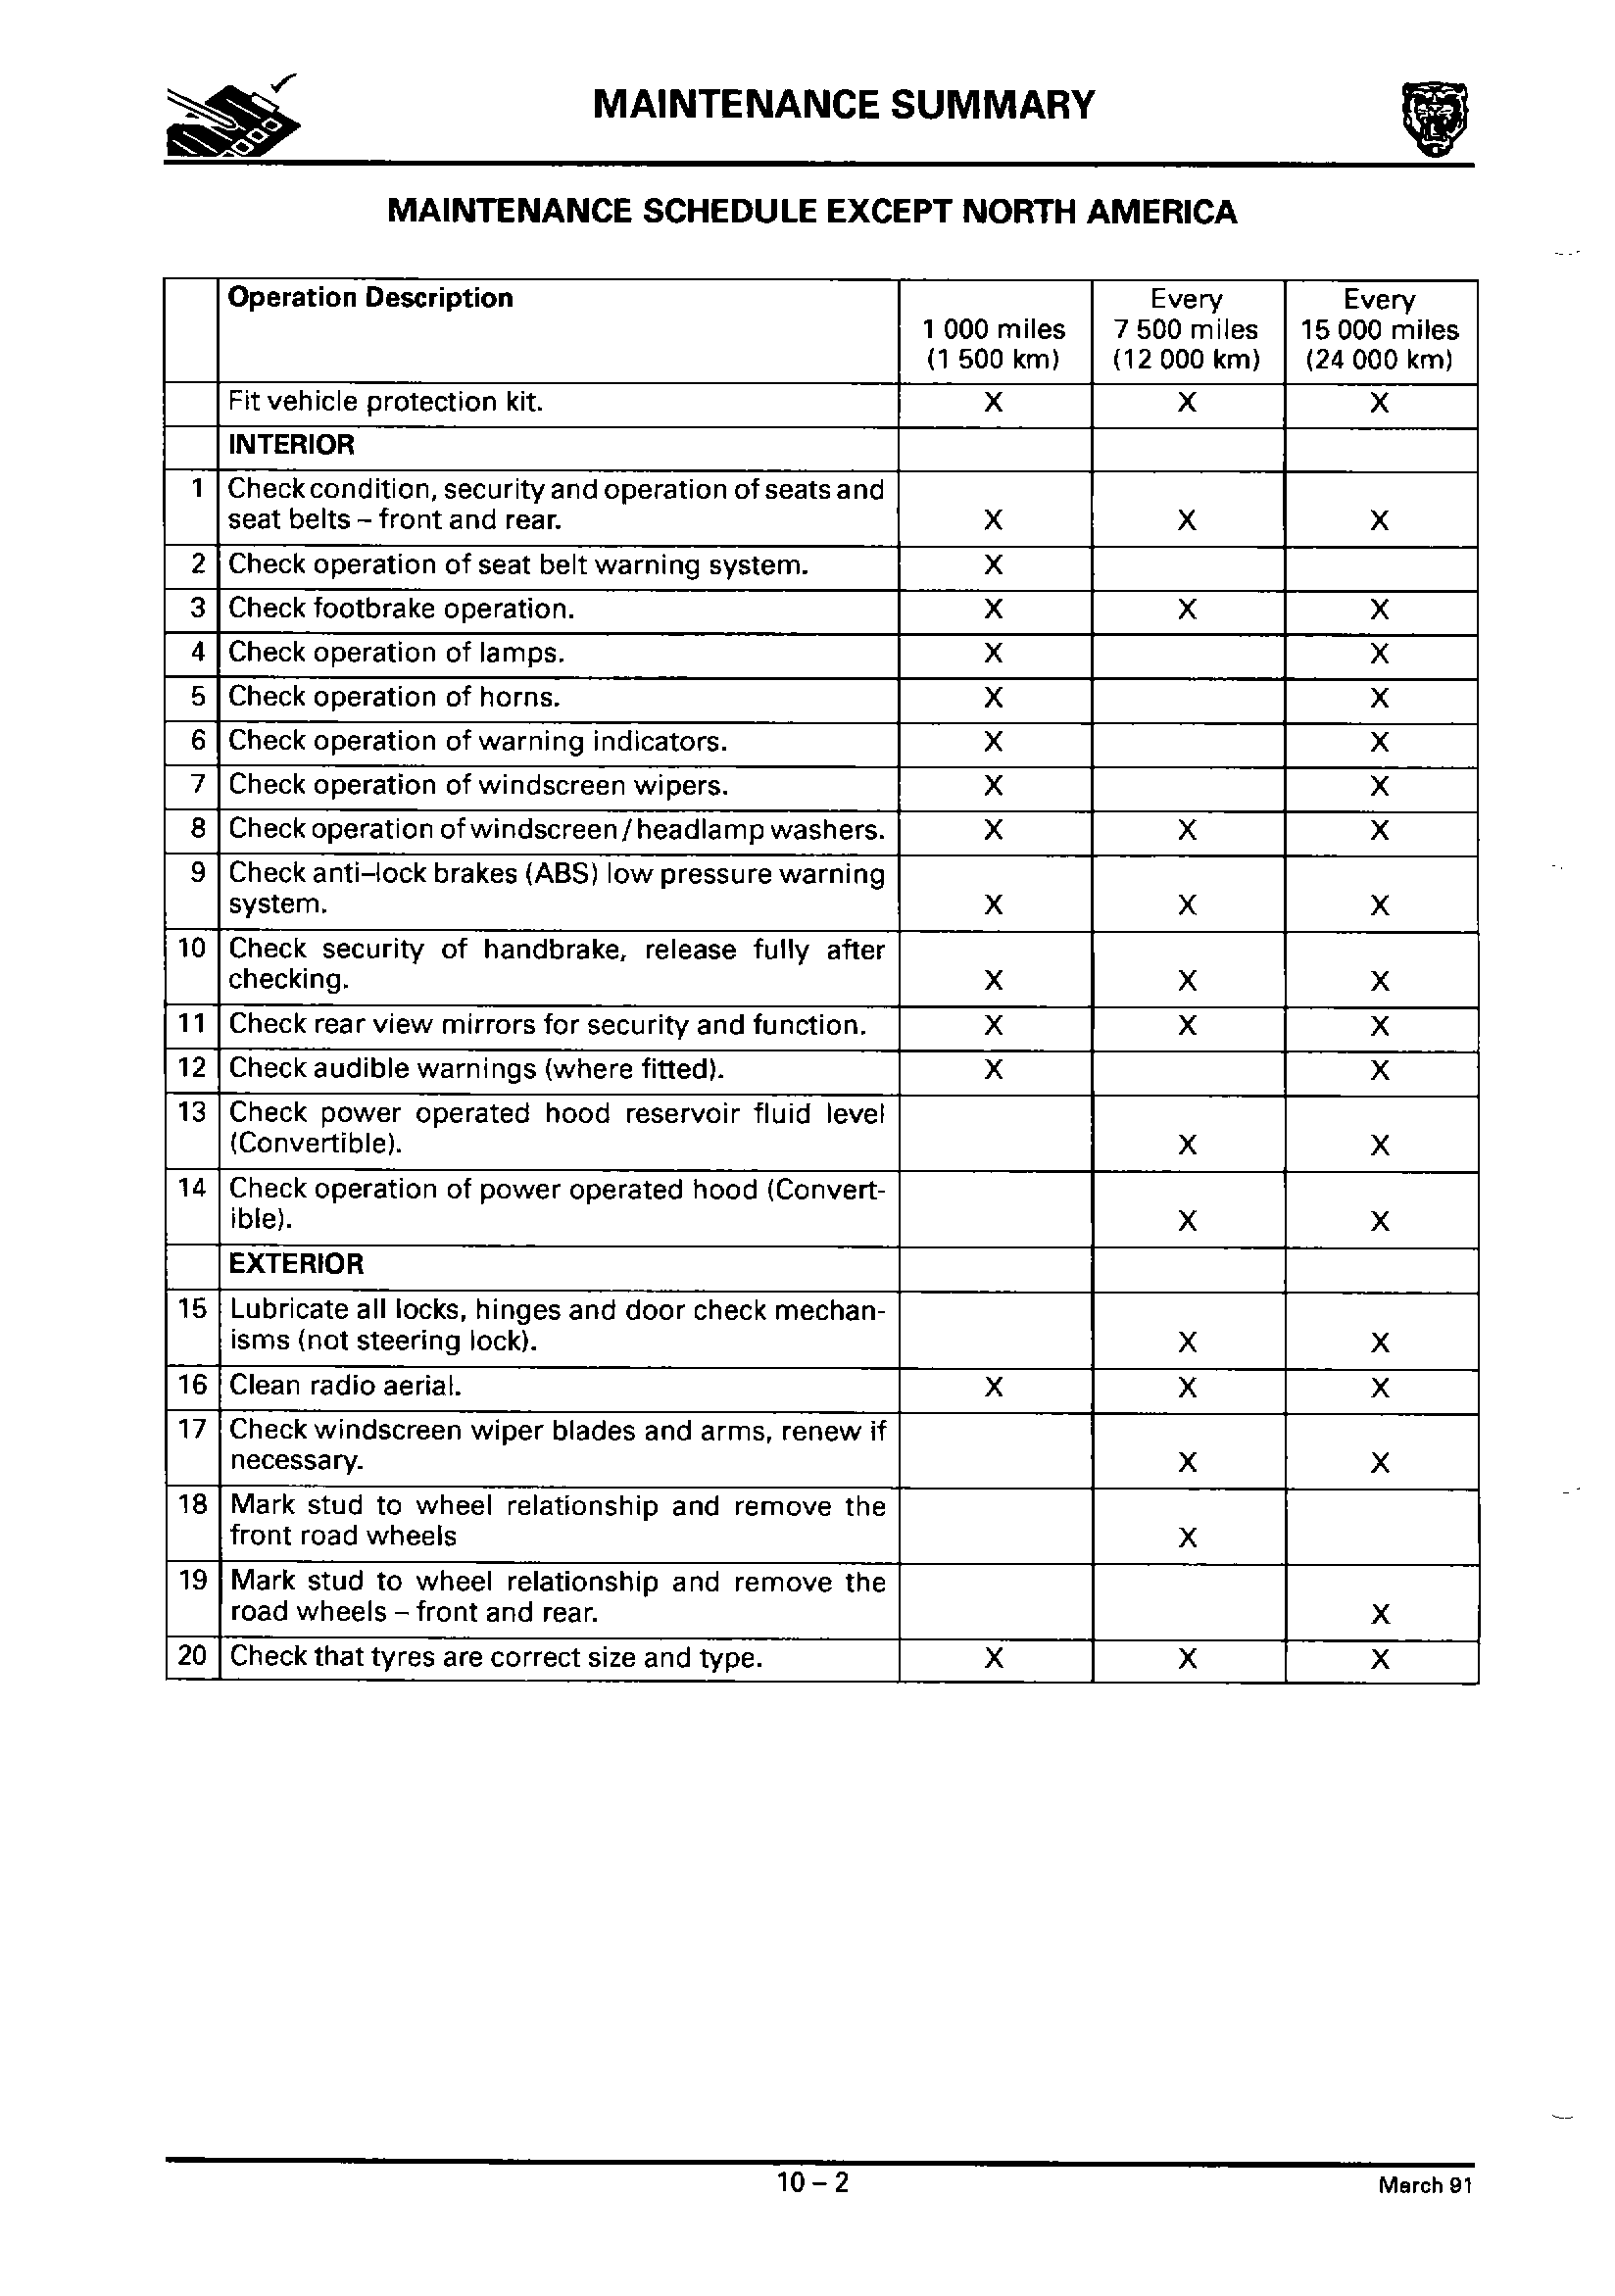 MAINTENANCE SUMMARY
MAINTENANCE SCHEDULE EXCEPT NORTH AMERICA
Operation Description
1 000 miles
(1 500 km)
Every
7 500 miles
(12 000 km)
Every
15 000 miles
(24 000 km)
Fit vehicle protection kit. X X X
INTERIOR
1 Check condition, security and operation of seats and
seat belts – front and rear. X X X
2 Check operation of seat belt warning system. X
3 Check footbrake operation. X X X
4 Check operation of lamps. X X
5 Check operation of horns. X X
6 Check operation of warning indicators. X X
7 Check operation of windscreen wipers. X X
8 Check operation of windscreen / headlamp washers. X X X
9 Check anti–lock brakes (ABS) low pressure warning
system. X X X
10 Check security of handbrake, release fully after
checking. X X X
11 Check rear view mirrors for security and function. X X X
12 Check audible warnings (where fitted). X X
13 Check power operated hood reservoir fluid level
(Convertible). X X
14 Check operation of power operated hood (Convert-
ible). X X
EXTERIOR
15 Lubricate all locks, hinges and door check mechan-
isms (not steering lock). X X
16 Clean radio aerial. X X X
17 Check windscreen wiper blades and arms, renew if
necessary. X X
18 Mark stud to wheel relationship and remove the
front road wheels X
19 Mark stud to wheel relationship and remove the
road wheels – front and rear. X
20 Check that tyres are correct size and type. X X X
10 – 2
March 91